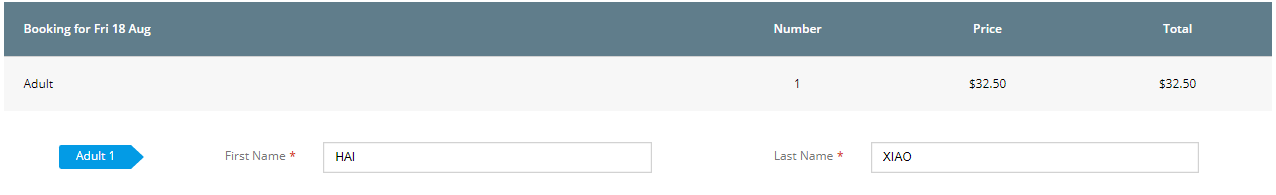 Booking for Fri 18 Aug Number Price Total
Adult 1 $32.50 $32.50
Adult 1 First Name * HAI Last Name * XIAO